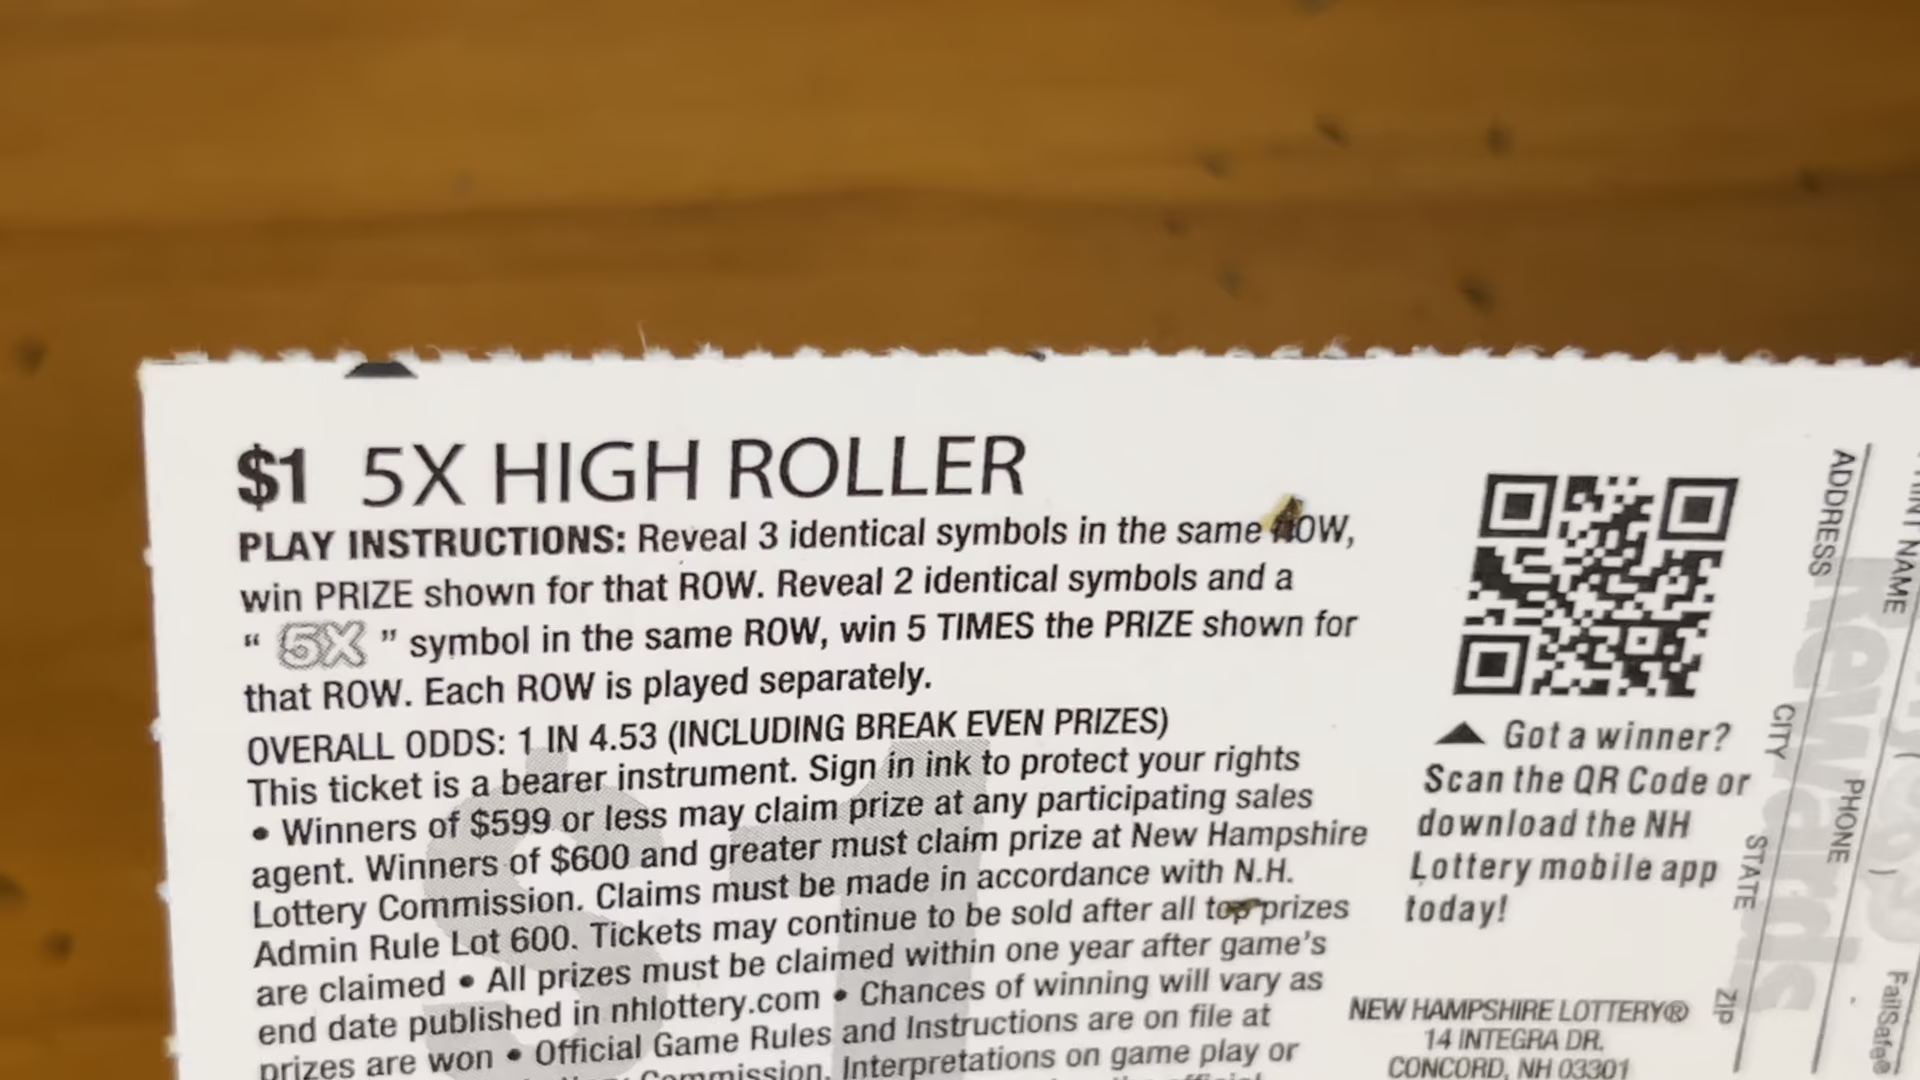 $1 5X HIGH ROLLER
PLAY INSTRUCTIONS: Reveal 3 identical symbols in the same ROW,
win PRIZE shown for that ROW. Reveal 2 identical symbols and a
“ 5X ” symbol in the same ROW, win 5 TIMES the PRIZE shown for
that ROW. Each ROW is played separately.
OVERALL ODDS: 1 IN 4.53 (INCLUDING BREAK EVEN PRIZES)
This ticket is a bearer instrument. Sign in ink to protect your rights
• Winners of $599 or less may claim prize at any participating sales
agent. Winners of $600 and greater must claim prize at New Hampshire
Lottery Commission. Claims must be made in accordance with N.H.
Admin Rule Lot 600. Tickets may continue to be sold after all top prizes
are claimed • All prizes must be claimed within one year after game’s
end date published in nhlottery.com • Chances of winning will vary as
prizes are won • Official Game Rules and Instructions are on file at
Commission. Interpretations on game play or
$1
▲ Got a winner?
Scan the QR Code or
download the NH
Lottery mobile app
today!
NEW HAMPSHIRE LOTTERY®
14 INTEGRA DR.
CONCORD, NH 03301
ADDRESS
CITY
STATE
Zip
NAME
PHONE ( )
Rewards
FailSafe®